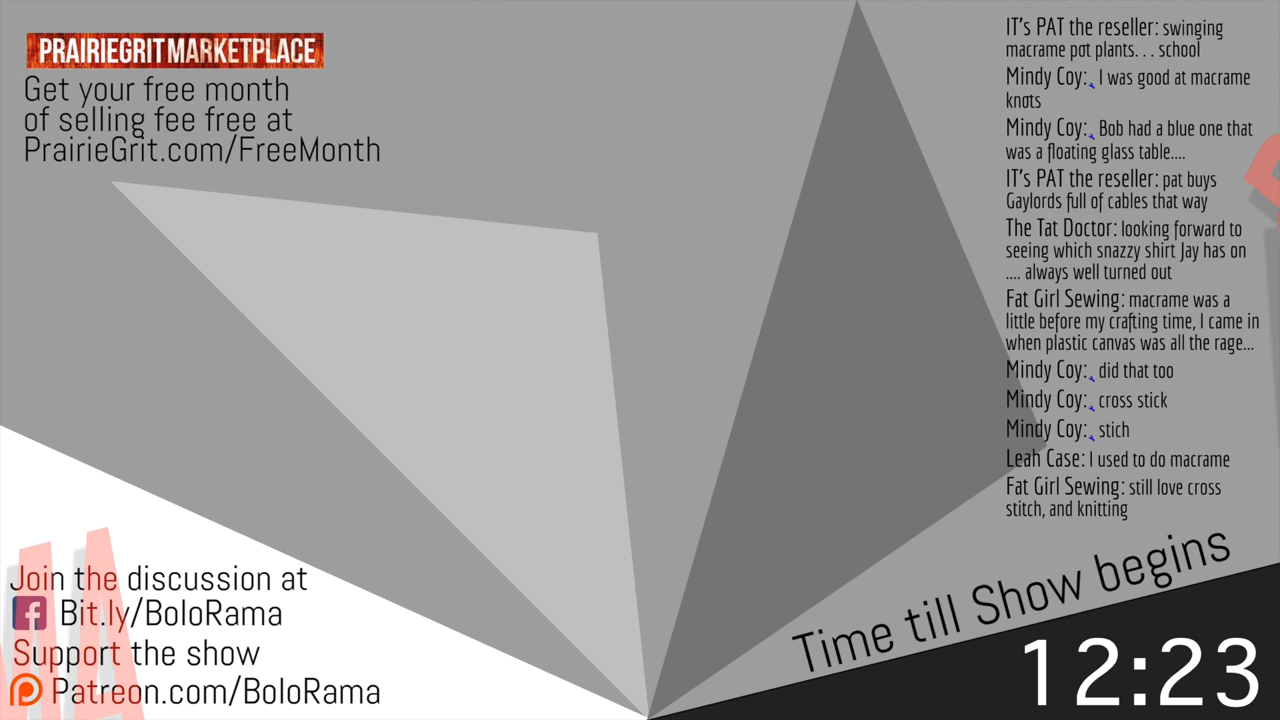 PRAIRIEGRIT MARKETPLACE
Get your free month
of selling fee free at
PrairieGrit.com/FreeMonth
IT's PAT the reseller: swinging
macrame pot plants. . . school
Mindy Coy: I was good at macrame
knots
Mindy Coy: Bob had a blue one that
was a floating glass table....
IT's PAT the reseller: pat buys
Gaylords full of cables that way
The Tat Doctor: looking forward to
seeing which snazzy shirt Jay has on
.... always well turned out
Fat Girl Sewing: macrame was a
little before my crafting time, I came in
when plastic canvas was all the rage...
Mindy Coy: did that too
Mindy Coy: cross stick
Mindy Coy: stich
Leah Case: I used to do macrame
Fat Girl Sewing: still love cross
stitch, and knitting
Join the discussion at
Bit.ly/BoloRama
Support the show
Patreon.com/BoloRama
Time till Show begins
12:23